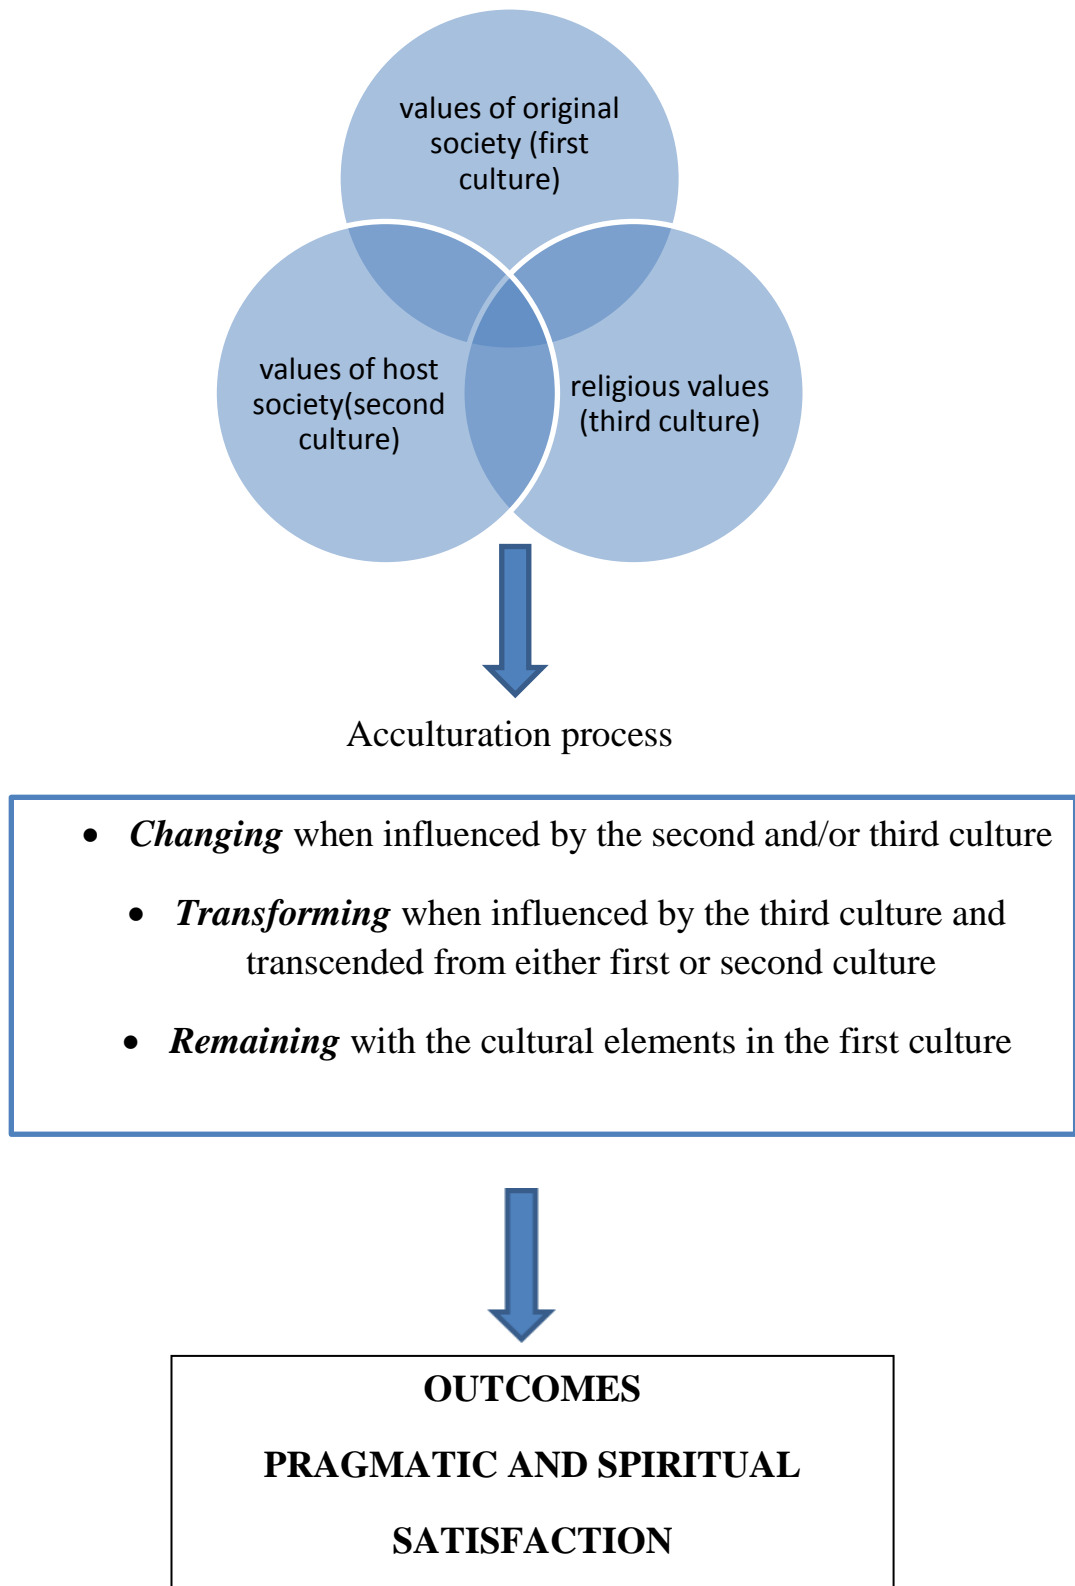 values of original
society (first
culture)
values of host
society(second
culture)
religious values
(third culture)
Acculturation process
• Changing when influenced by the second and/or third culture
• Transforming when influenced by the third culture and
transcended from either first or second culture
• Remaining with the cultural elements in the first culture
OUTCOMES
PRAGMATIC AND SPIRITUAL
SATISFACTION